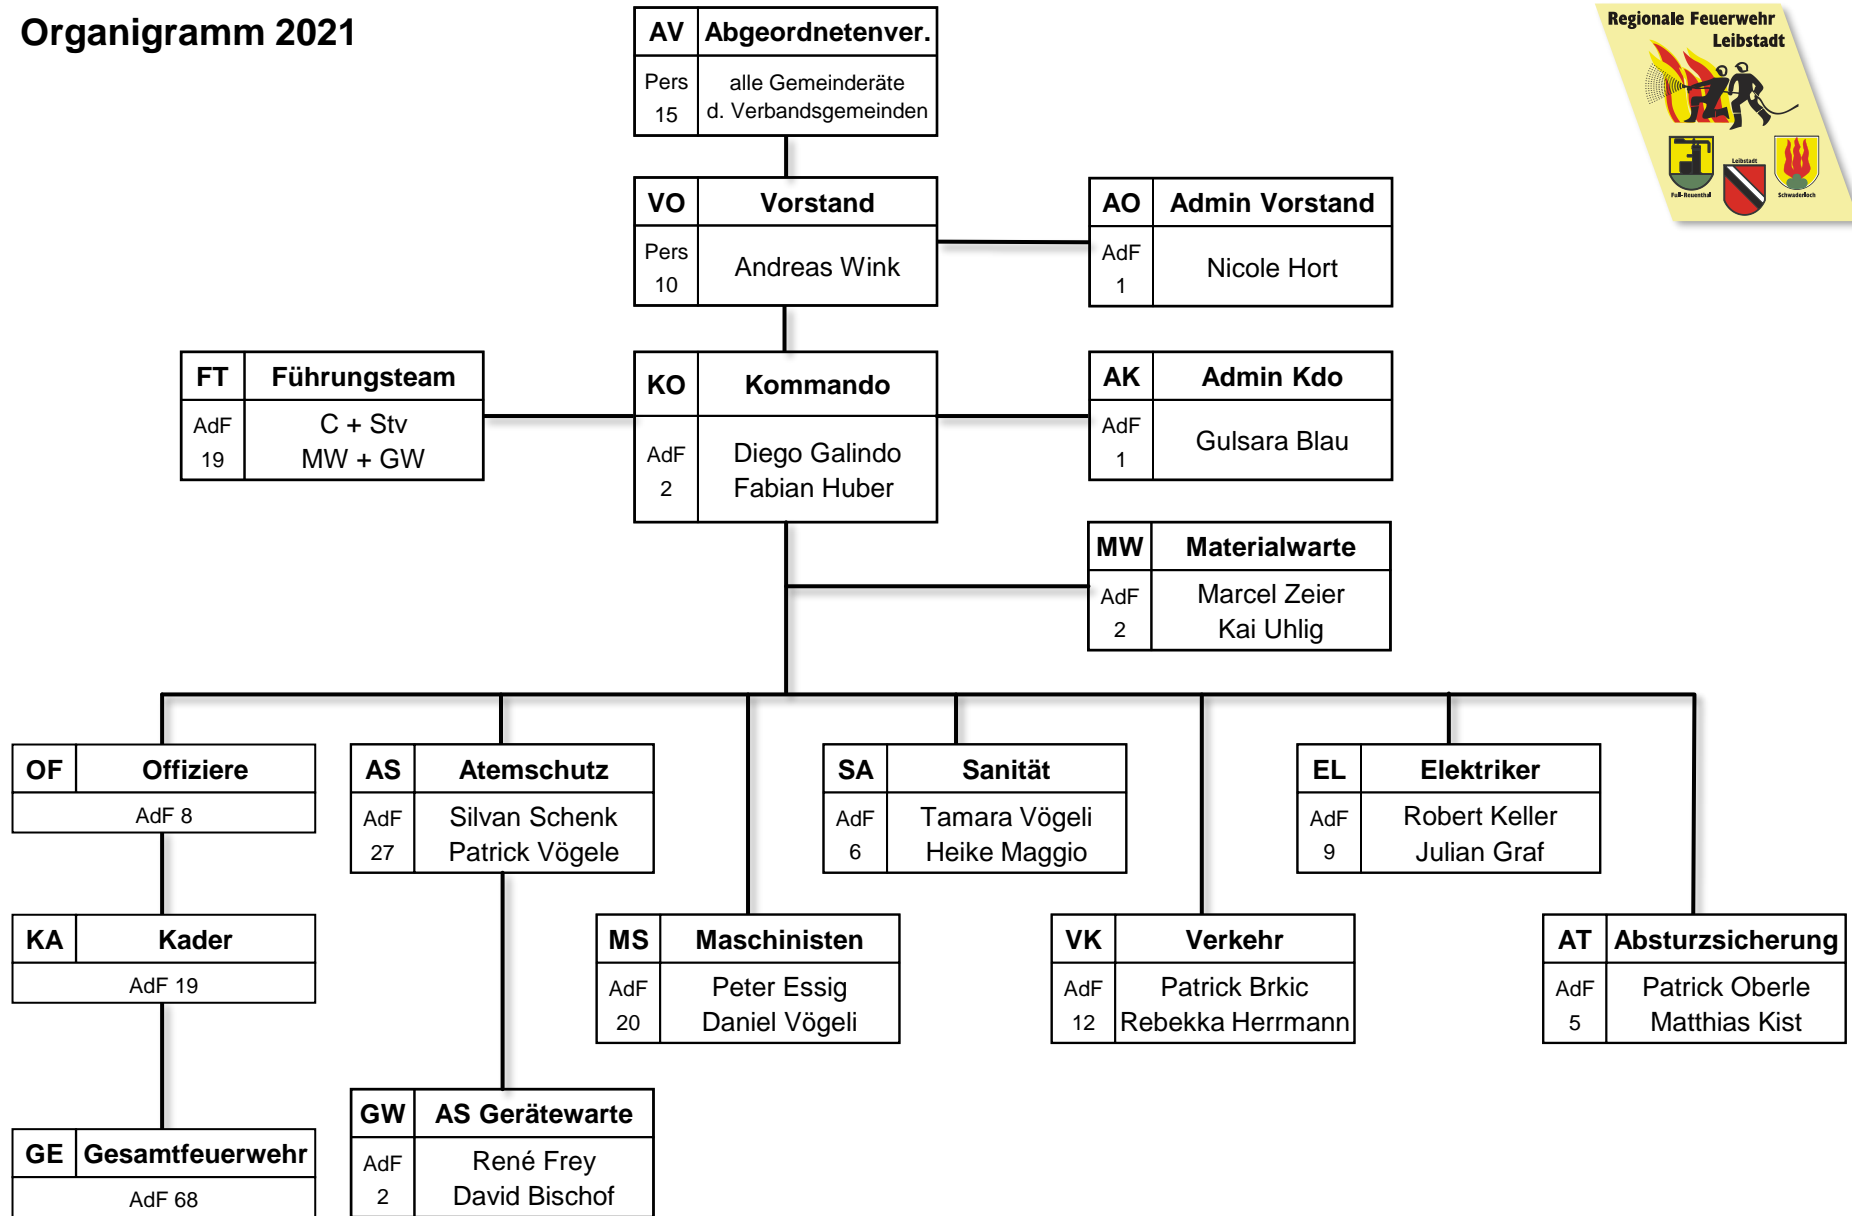 Organigramm 2021
AV Abgeordnetenver.
Pers 15
alle Gemeinderäte
d. Verbandsgemeinden
Regionale Feuerwehr
Leibstadt
Full-Reuenthal
Leibstadt
Schwaderloch
VO Vorstand
Pers 10
Andreas Wink
AO Admin Vorstand
AdF 1
Nicole Hort
FT Führungsteam
AdF 19
C + Stv
MW + GW
KO Kommando
AdF 2
Diego Galindo
Fabian Huber
AK Admin Kdo
AdF 1
Gulsara Blau
MW Materialwarte
AdF 2
Marcel Zeier
Kai Uhlig
OF Offiziere
AdF 8
AS Atemschutz
AdF 27
Silvan Schenk
Patrick Vögele
SA Sanität
AdF 6
Tamara Vögeli
Heike Maggio
EL Elektriker
AdF 9
Robert Keller
Julian Graf
KA Kader
AdF 19
MS Maschinisten
AdF 20
Peter Essig
Daniel Vögeli
VK Verkehr
AdF 12
Patrick Brkic
Rebekka Herrmann
AT Absturzsicherung
AdF 5
Patrick Oberle
Matthias Kist
GE Gesamtfeuerwehr
AdF 68
GW AS Gerätewarte
AdF 2
René Frey
David Bischof